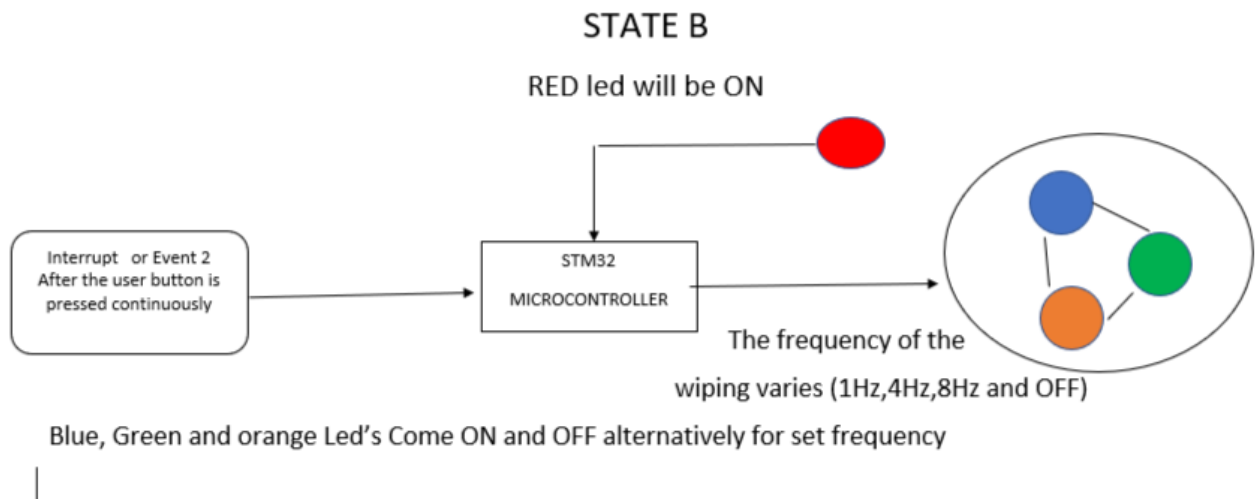 STATE B
RED led will be ON
Interrupt or Event 2
After the user button is
pressed continuously
STM32
MICROCONTROLLER
The frequency of the
wiping varies (1Hz,4Hz,8Hz and OFF)
Blue, Green and orange Led’s Come ON and OFF alternatively for set frequency